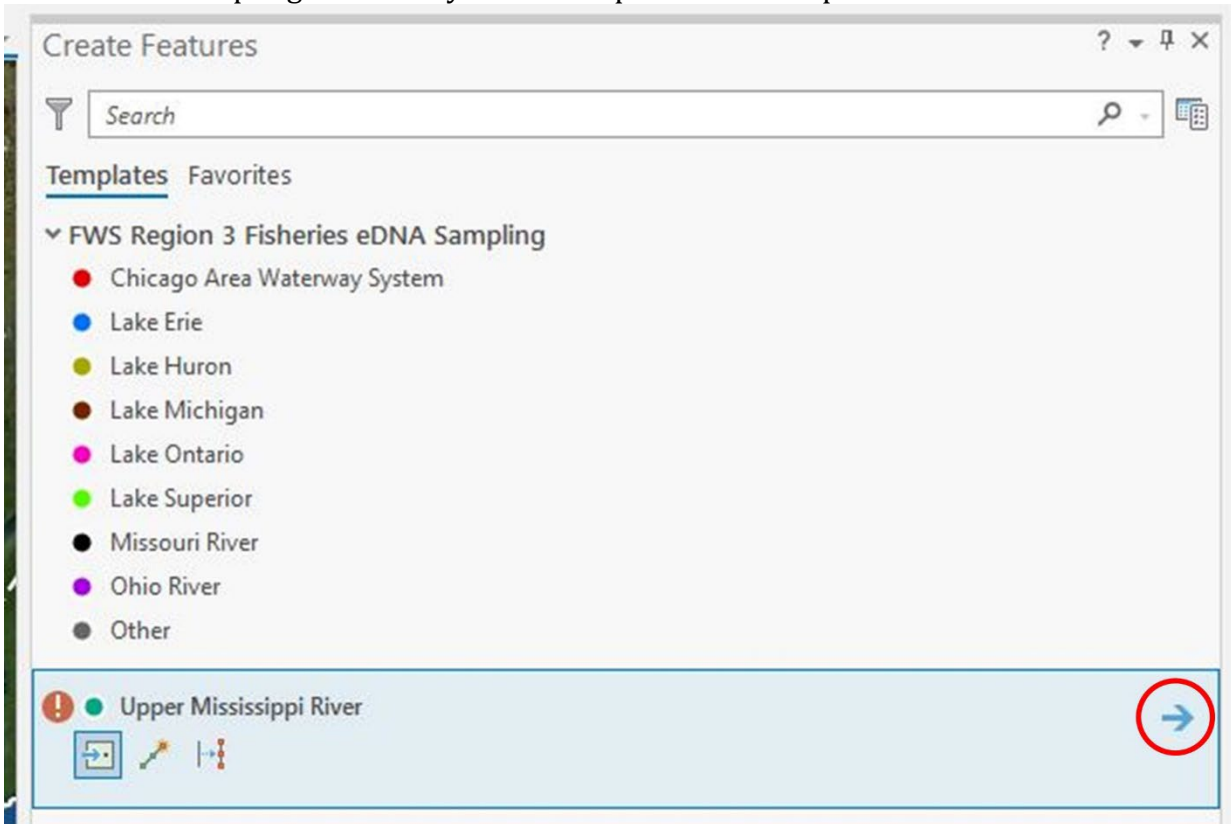 Create Features
?
Search
Templates Favorites
FWS Region 3 Fisheries eDNA Sampling
Chicago Area Waterway System
Lake Erie
Lake Huron
Lake Michigan
Lake Ontario
Lake Superior
Missouri River
Ohio River
Other
Upper Mississippi River